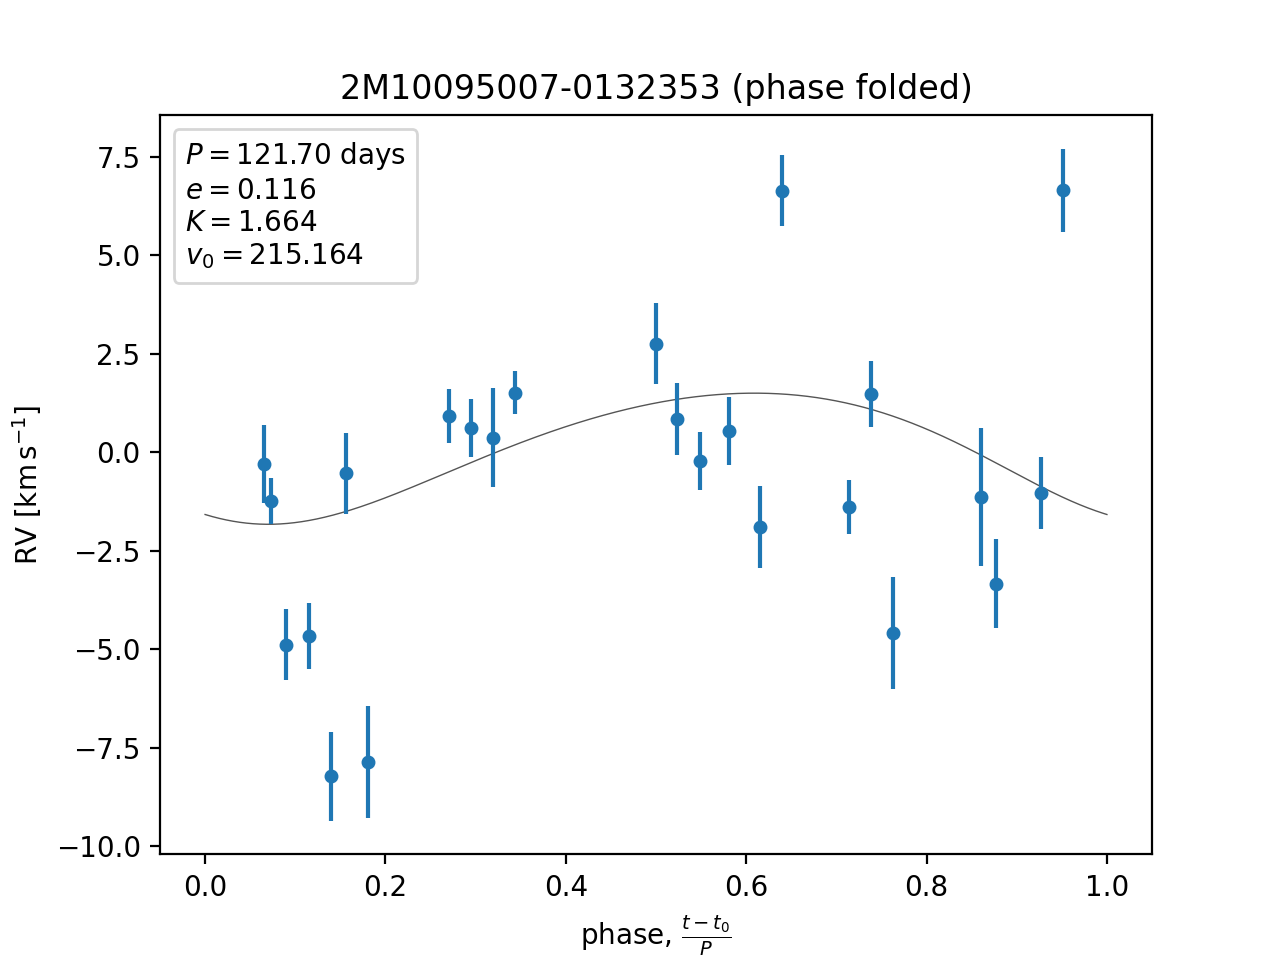 2M10095007-0132353 (phase folded)
P = 121.70 days
e = 0.116
K = 1.664
v₀ = 215.164
7.5
5.0
2.5
0.0
−2.5
−5.0
−7.5
−10.0
RV [km s⁻¹]
0.0 0.2 0.4 0.6 0.8 1.0
phase, (t − t₀)/P